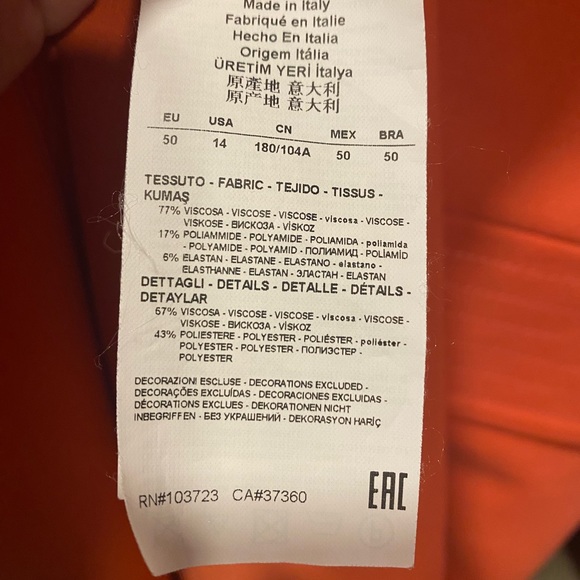 Made in Italy
Fabriqué en Italie
Hecho En Italia
Origem Itália
ÜRETİM YERİ İtalya
原產地 意大利
原产地 意大利
EU USA CN MEX BRA
50 14 180/104A 50 50
TESSUTO - FABRIC - TEJIDO - TISSUS -
KUMAŞ
77% VISCOSA - VISCOSE - VISCOSE - viscosa - VISCOSE -
VISKOSE - ВИСКОЗА - VİSKOZ
17% POLIAMMIDE - POLYAMIDE - POLIAMIDA - poliamida
- POLYAMIDE - POLYAMID - ПОЛИАМИД - POLİAMİD
6% ELASTAN - ELASTANE - ELASTANO - elastano -
ELASTHANNE - ELASTAN - ЭЛАСТАН - ELASTAN
DETTAGLI - DETAILS - DETALLE - DÉTAILS -
DETAYLAR
67% VISCOSA - VISCOSE - VISCOSE - viscosa - VISCOSE -
VISKOSE - ВИСКОЗА - VİSKOZ
43% POLIESTERE - POLYESTER - POLIÉSTER - poliéster -
POLYESTER - POLYESTER - ПОЛИЭСТЕР -
POLYESTER
DECORAZIONI ESCLUSE - DECORATIONS EXCLUDED -
DECORAÇÕES EXCLUÍDAS - DECORACIONES EXCLUIDAS -
DÉCORATIONS EXCLUES - DEKORATIONEN NICHT
INBEGRIFFEN - БЕЗ УКРАШЕНИЙ - DEKORASYON HARİÇ
RN#103723 CA#37360 EAC